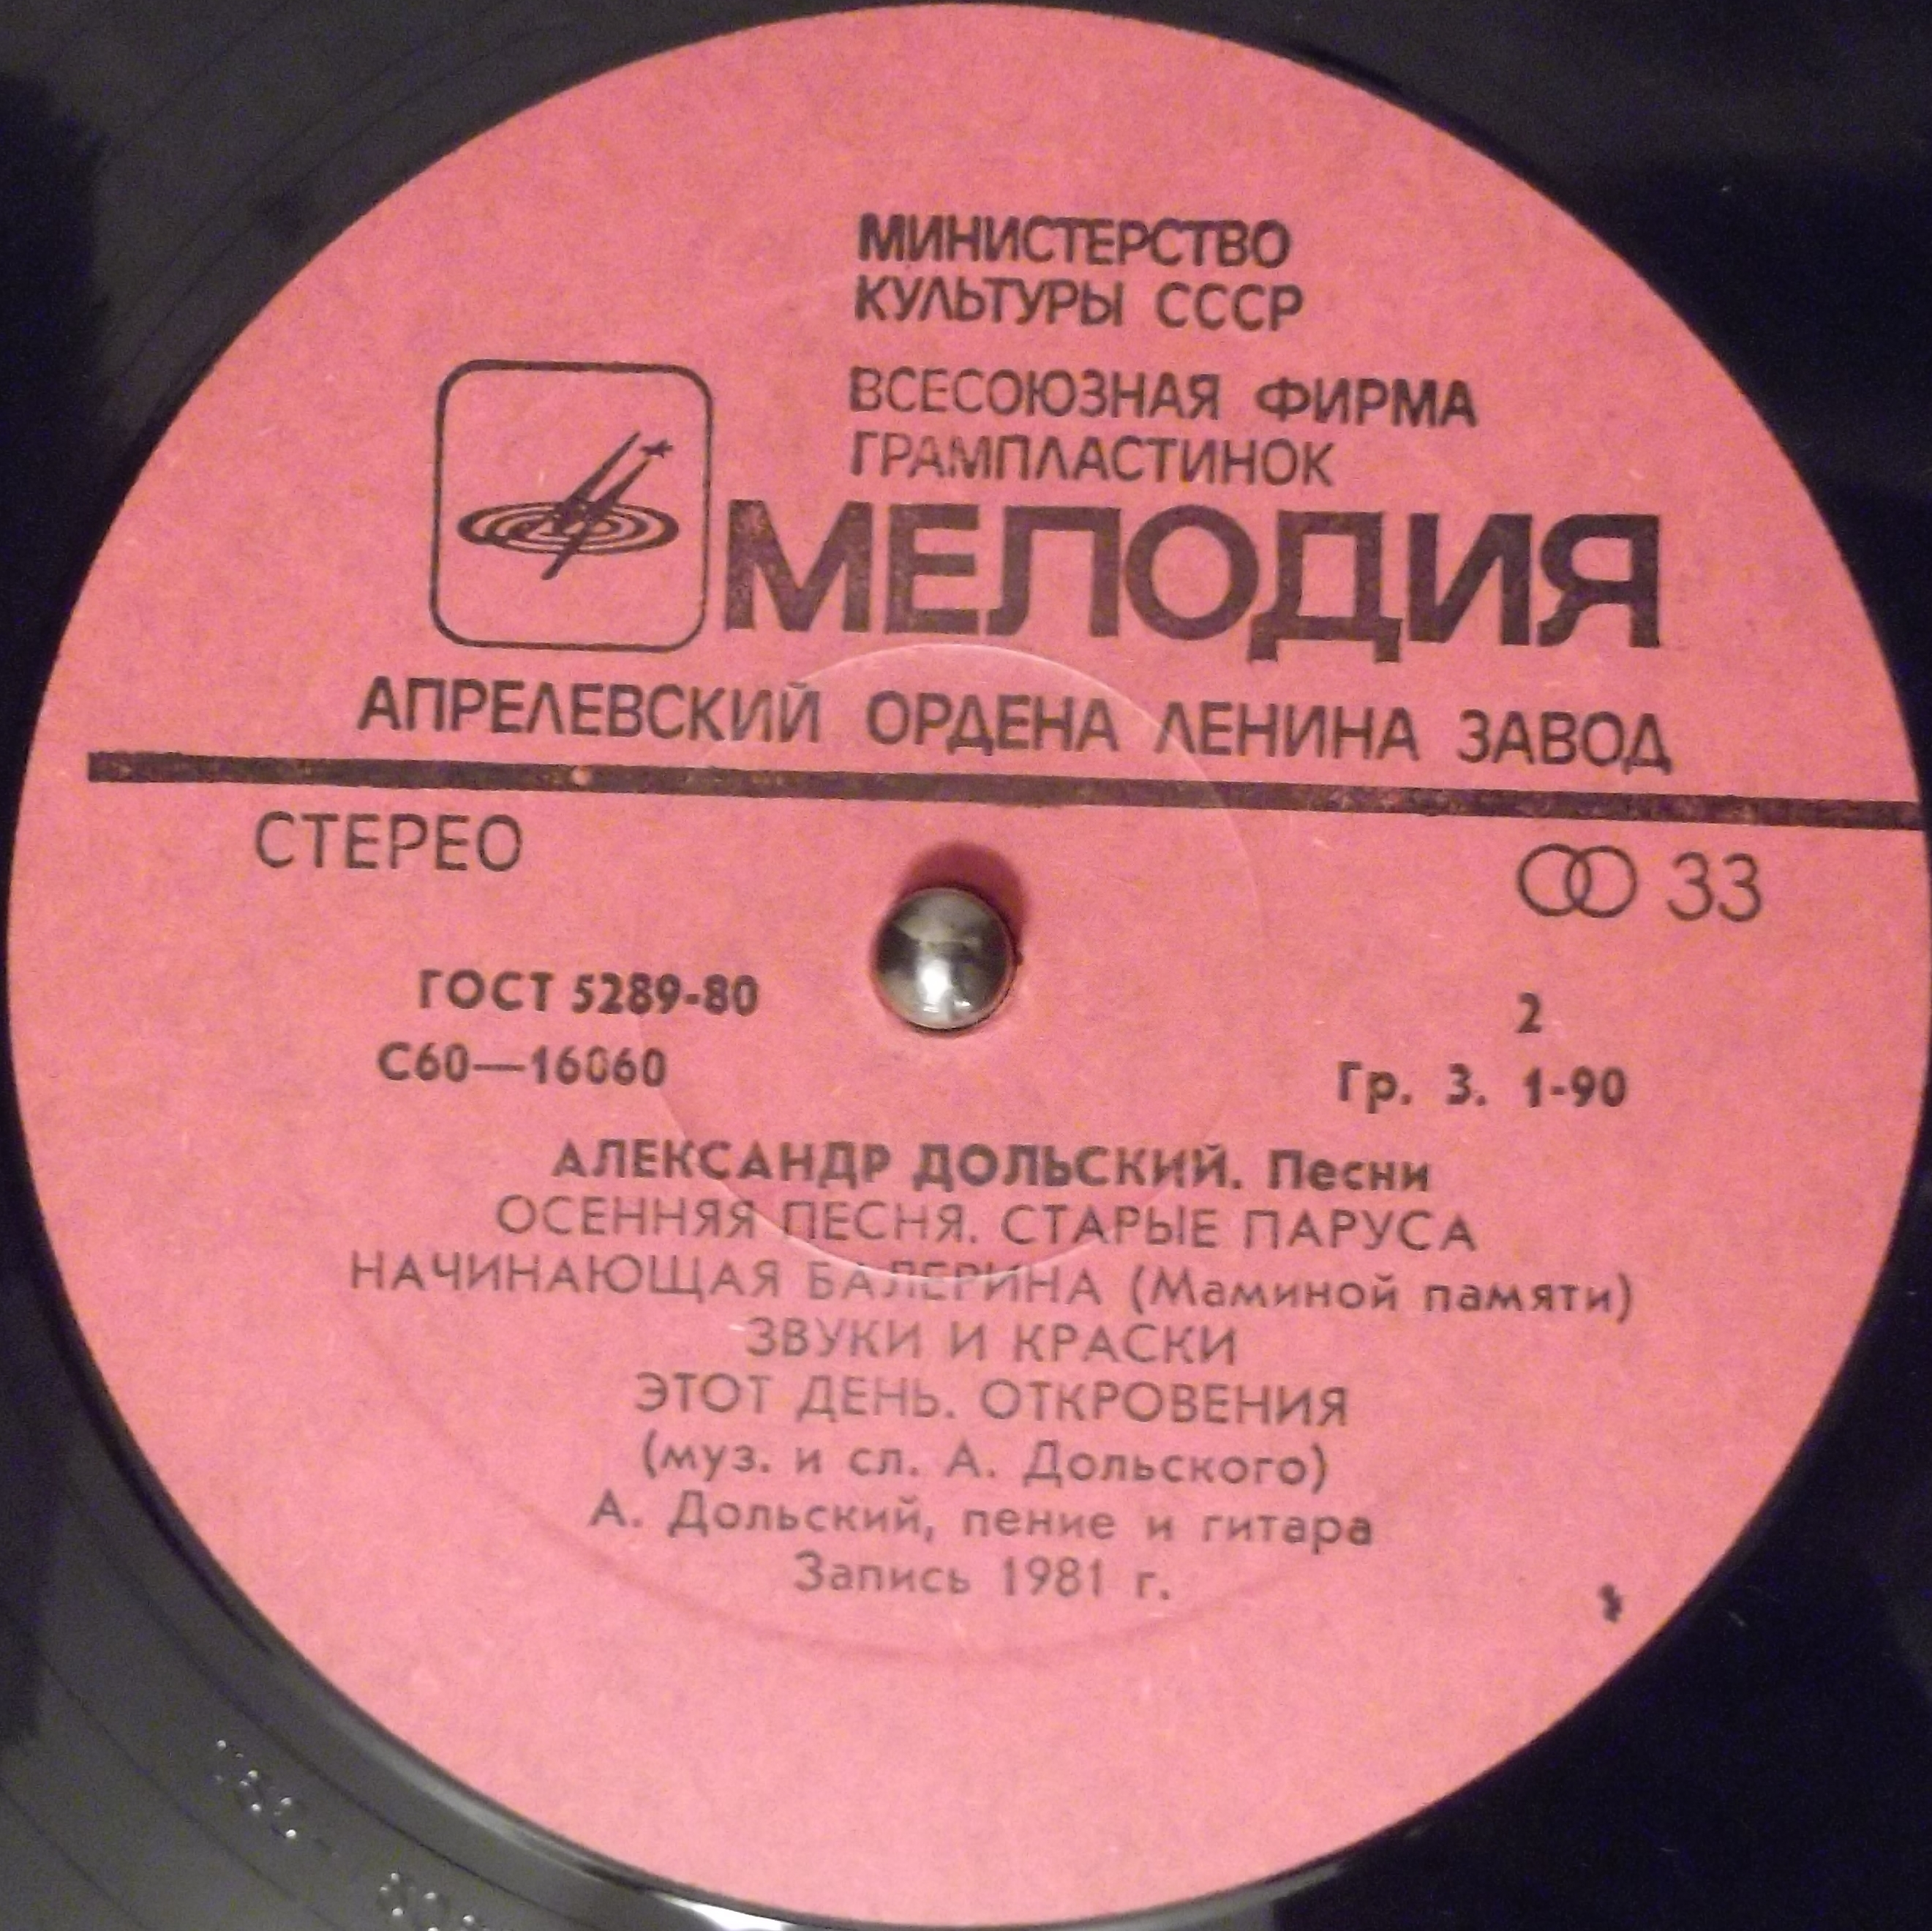 МИНИСТЕРСТВО
КУЛЬТУРЫ СССР
ВСЕСОЮЗНАЯ ФИРМА
ГРАМПЛАСТИНОК
МЕЛОДИЯ
АПРЕЛЕВСКИЙ ОРДЕНА ЛЕНИНА ЗАВОД
СТЕРЕО
33
ГОСТ 5289-80
2
С60—16060
Гр. 3. 1-90
АЛЕКСАНДР ДОЛЬСКИЙ. Песни
ОСЕННЯЯ ПЕСНЯ. СТАРЫЕ ПАРУСА
НАЧИНАЮЩАЯ БАЛЕРИНА (Маминой памяти)
ЗВУКИ И КРАСКИ
ЭТОТ ДЕНЬ. ОТКРОВЕНИЯ
(муз. и сл. А. Дольского)
А. Дольский, пение и гитара
Запись 1981 г.